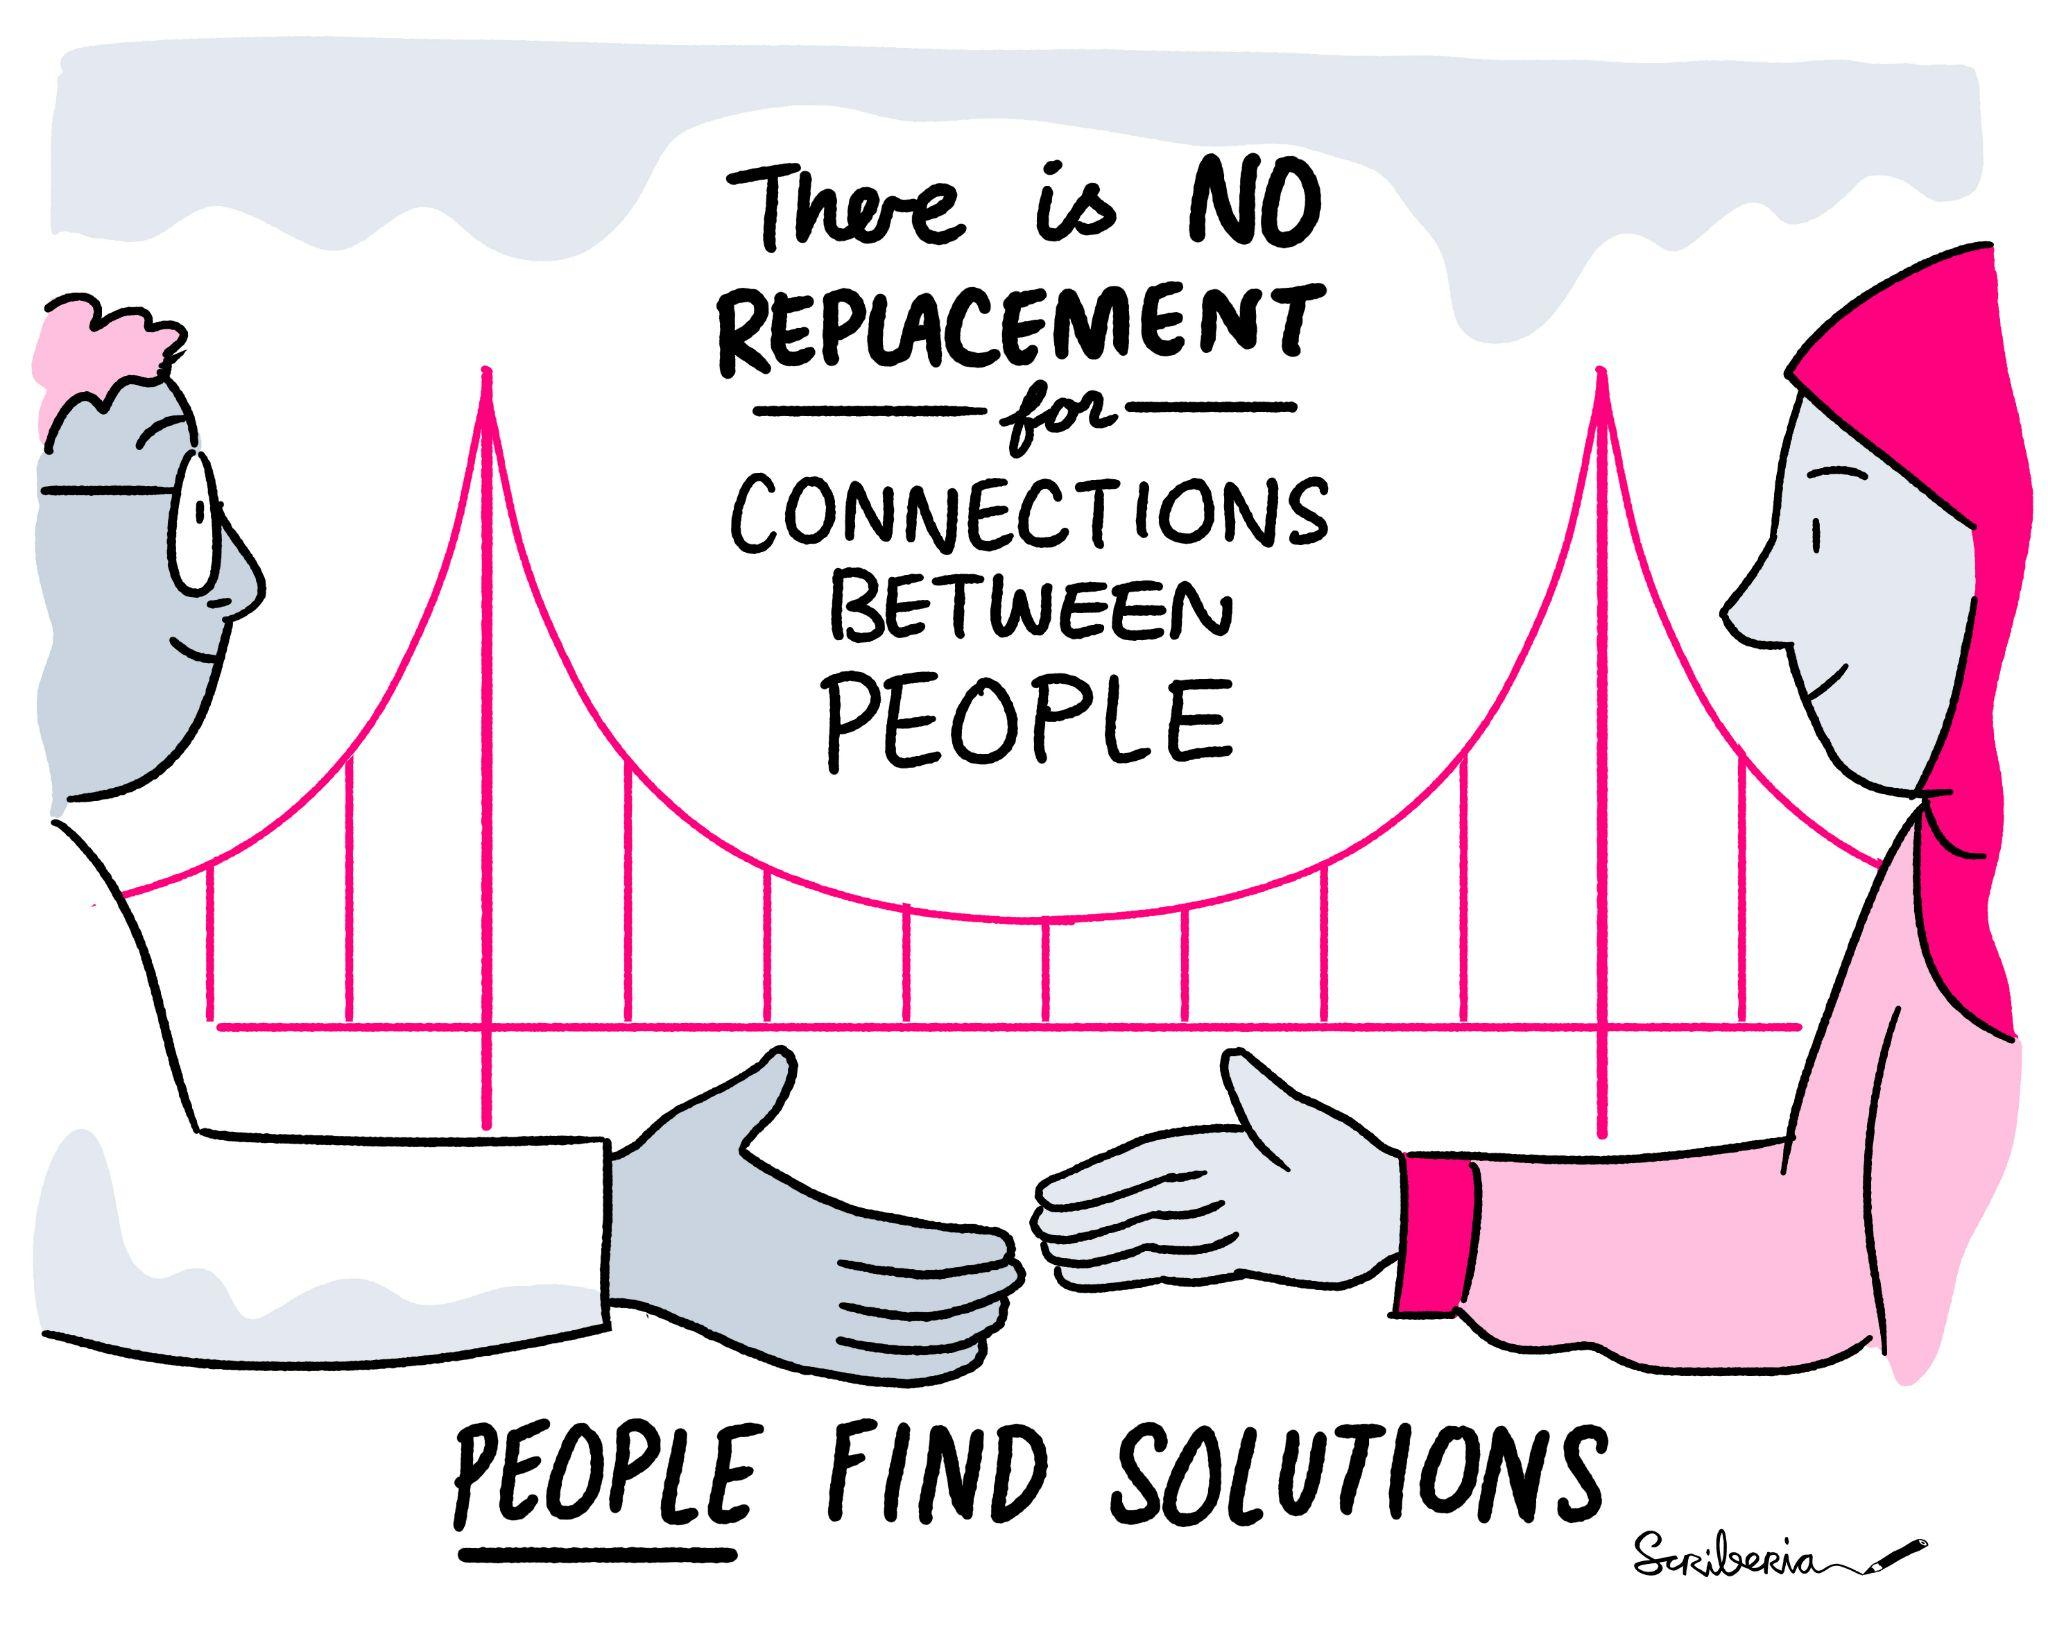 There is NO
REPLACEMENT
for
CONNECTIONS
BETWEEN
PEOPLE
PEOPLE FIND SOLUTIONS
Scriberia